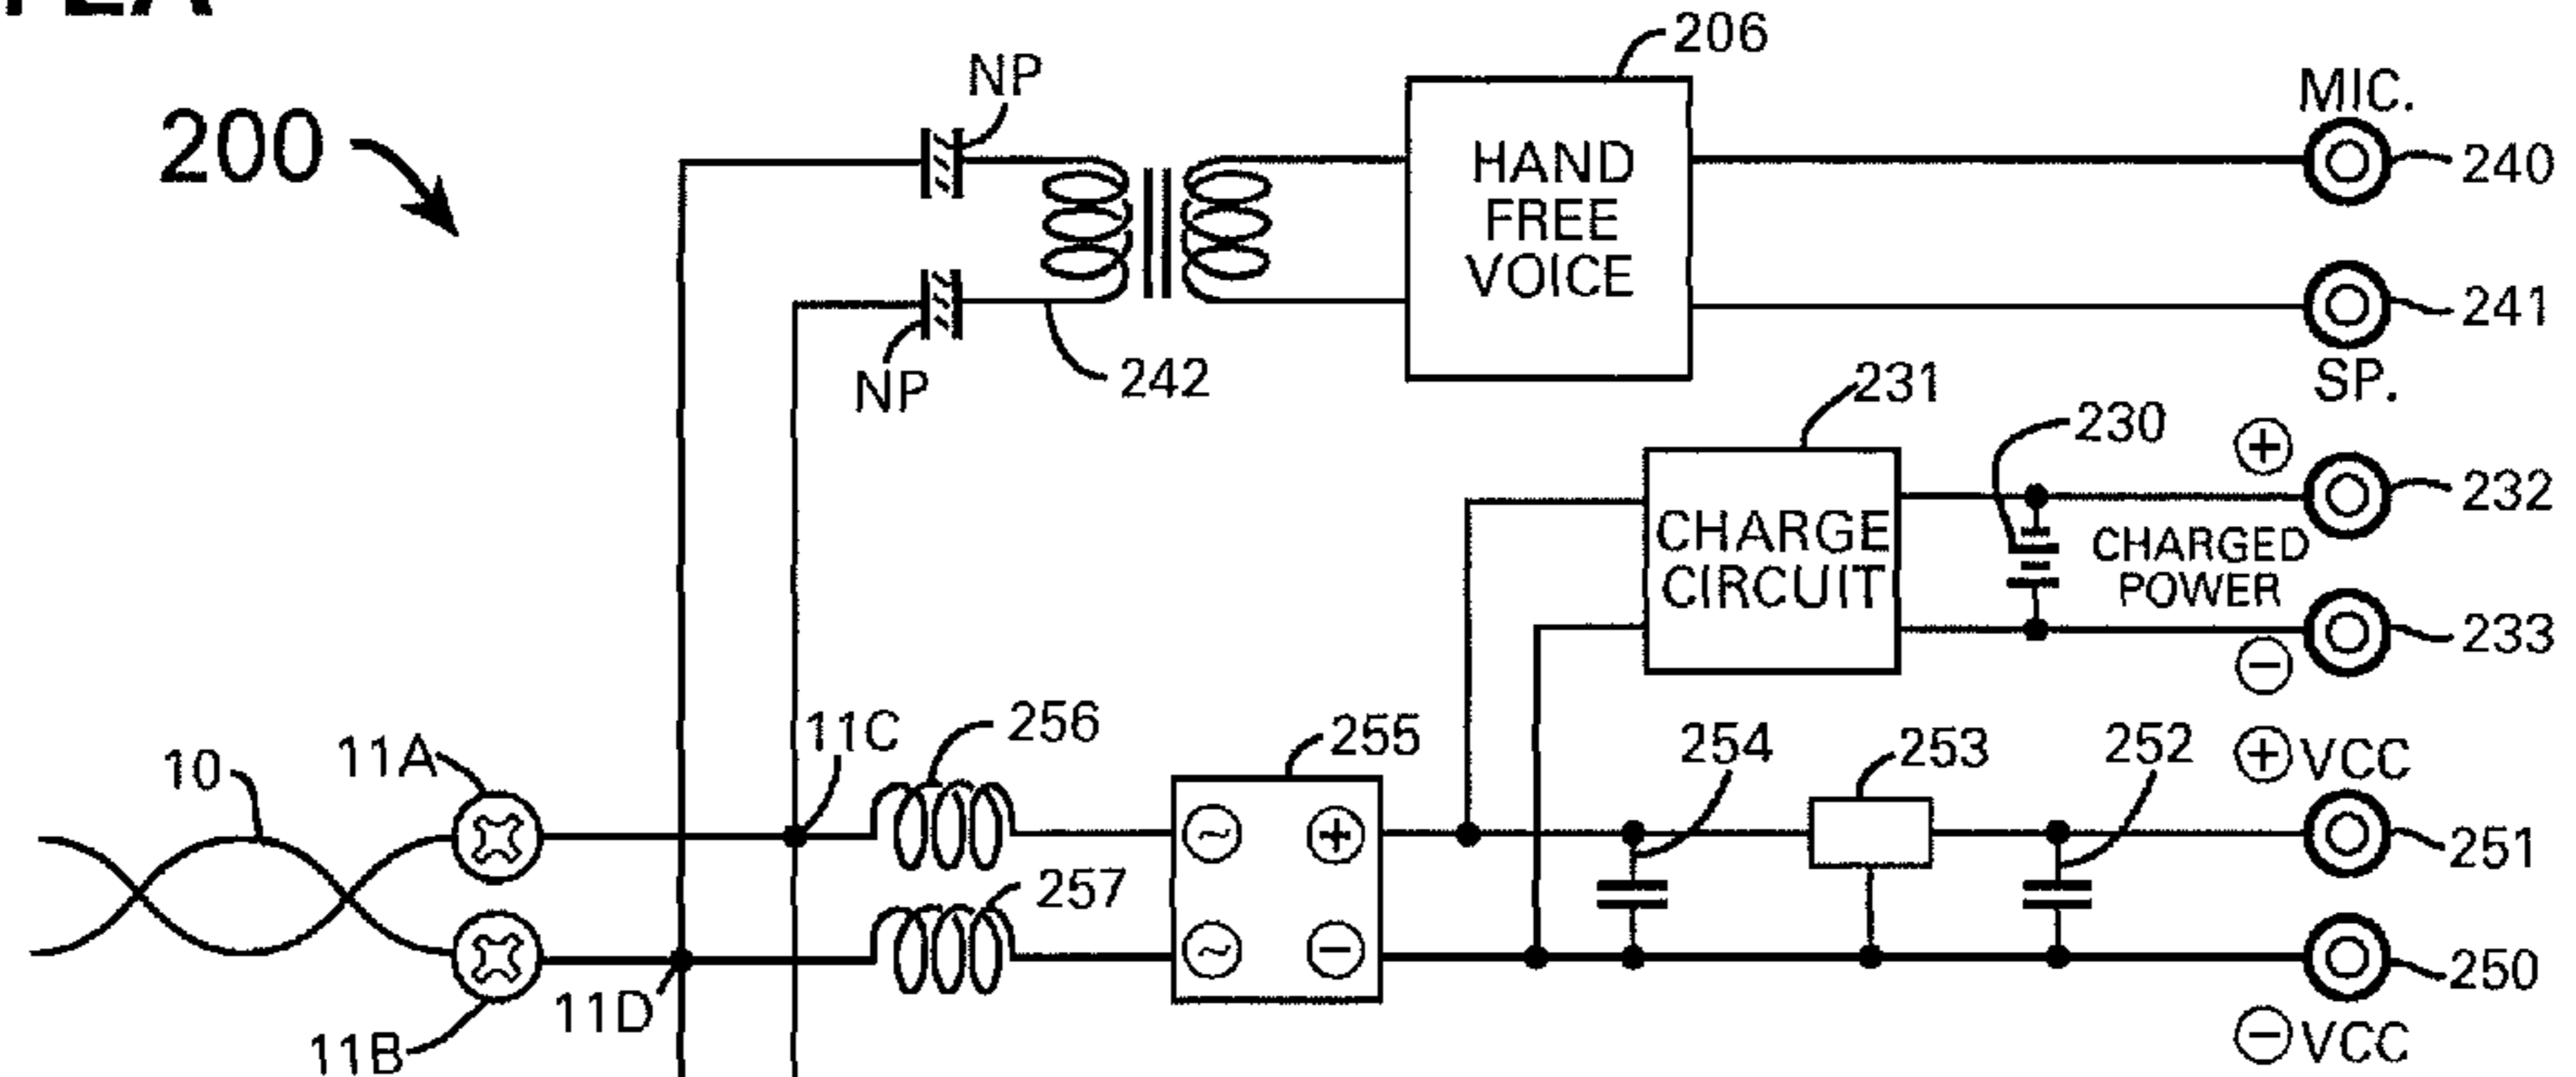 206
NP
MIC.
200
HAND
FREE
VOICE
240
241
NP
242
SP.
231
230
+
232
CHARGE
CIRCUIT
CHARGED
POWER
233
−
10
11A
11C
256
255
254
253
252
+ VCC
~ +
251
257
~ −
250
11D
11B
− VCC